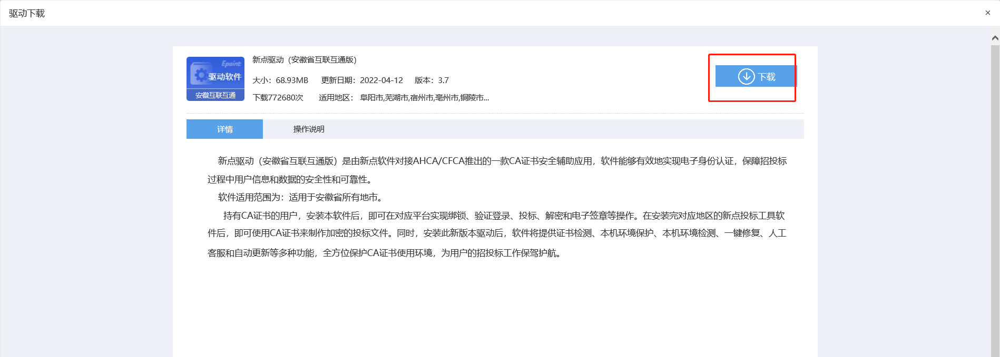 驱动下载
×
Epoint
驱动软件
安徽互联互通
新点驱动（安徽省互联互通版）
大小：68.93MB 更新日期：2022-04-12 版本：3.7
下载772680次 适用地区： 阜阳市,芜湖市,宿州市,亳州市,铜陵市...
下载
详情 操作说明
新点驱动（安徽省互联互通版）是由新点软件对接AHCA/CFCA推出的一款CA证书安全辅助应用，软件能够有效地实现电子身份认证，保障招投标
过程中用户信息和数据的安全性和可靠性。
软件适用范围为：适用于安徽省所有地市。
持有CA证书的用户，安装本软件后，即可在对应平台实现绑锁、验证登录、投标、解密和电子签章等操作。在安装完对应地区的新点投标工具软
件后，即可使用CA证书来制作加密的投标文件。同时，安装此新版本驱动后，软件将提供证书检测、本机环境保护、本机环境检测、一键修复、人工
客服和自动更新等多种功能，全方位保护CA证书使用环境，为用户的招投标工作保驾护航。